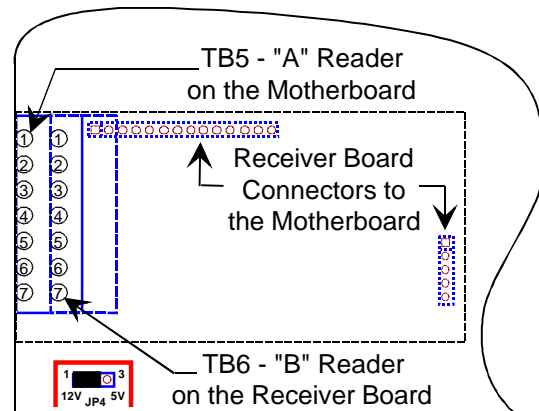 TB5 - "A" Reader
on the Motherboard
1 1
2 2
3 3
4 4
5 5
6 6
7 7
Receiver Board
Connectors to
the Motherboard
TB6 - "B" Reader
on the Receiver Board
1 3
12V JP4 5V